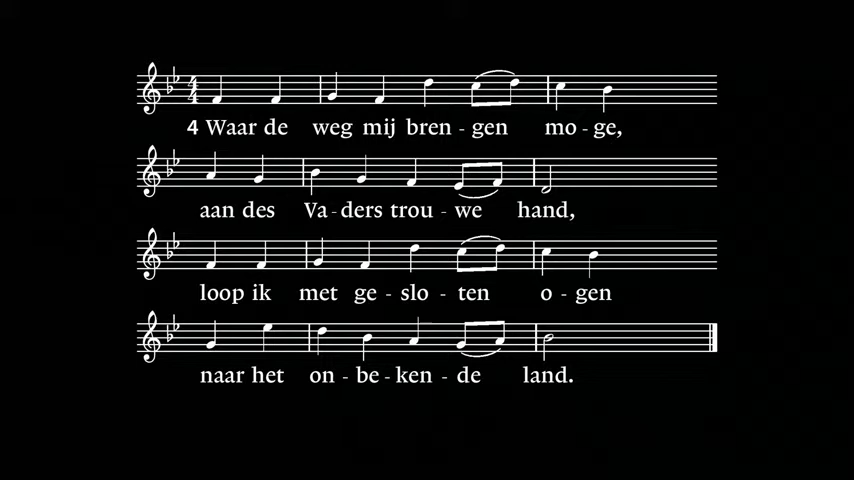 4 Waar de weg mij bren - gen mo - ge,
aan des Va - ders trou - we hand,
loop ik met ge - slo - ten o - gen
naar het on - be - ken - de land.